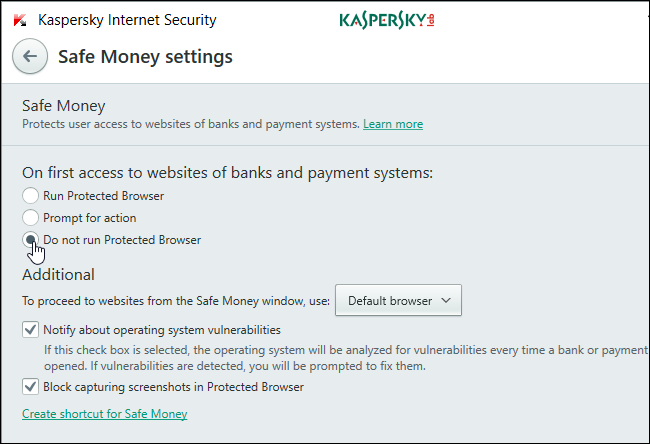 Kaspersky Internet Security
KASPERSKY lab
Safe Money settings
Safe Money
Protects user access to websites of banks and payment systems. Learn more
On first access to websites of banks and payment systems:
Run Protected Browser
Prompt for action
Do not run Protected Browser
Additional
To proceed to websites from the Safe Money window, use: Default browser
Notify about operating system vulnerabilities
If this check box is selected, the operating system will be analyzed for vulnerabilities every time a bank or payment
opened. If vulnerabilities are detected, you will be prompted to fix them.
Block capturing screenshots in Protected Browser
Create shortcut for Safe Money